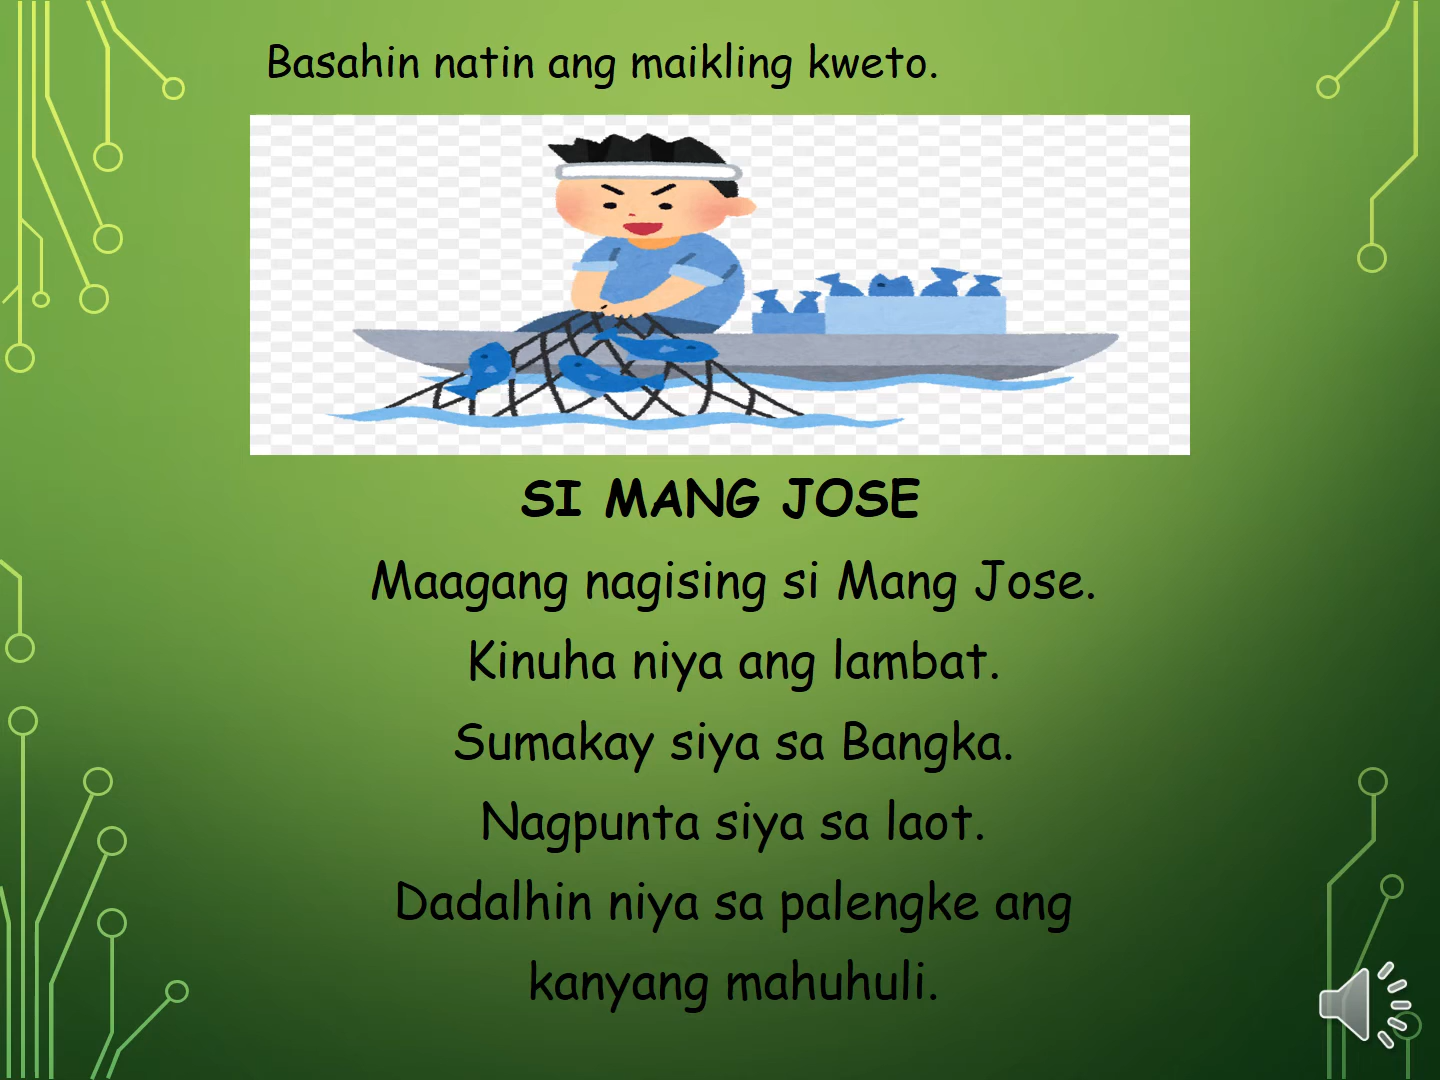 Basahin natin ang maikling kweto.
SI MANG JOSE
Maagang nagising si Mang Jose.
Kinuha niya ang lambat.
Sumakay siya sa Bangka.
Nagpunta siya sa laot.
Dadalhin niya sa palengke ang
kanyang mahuhuli.